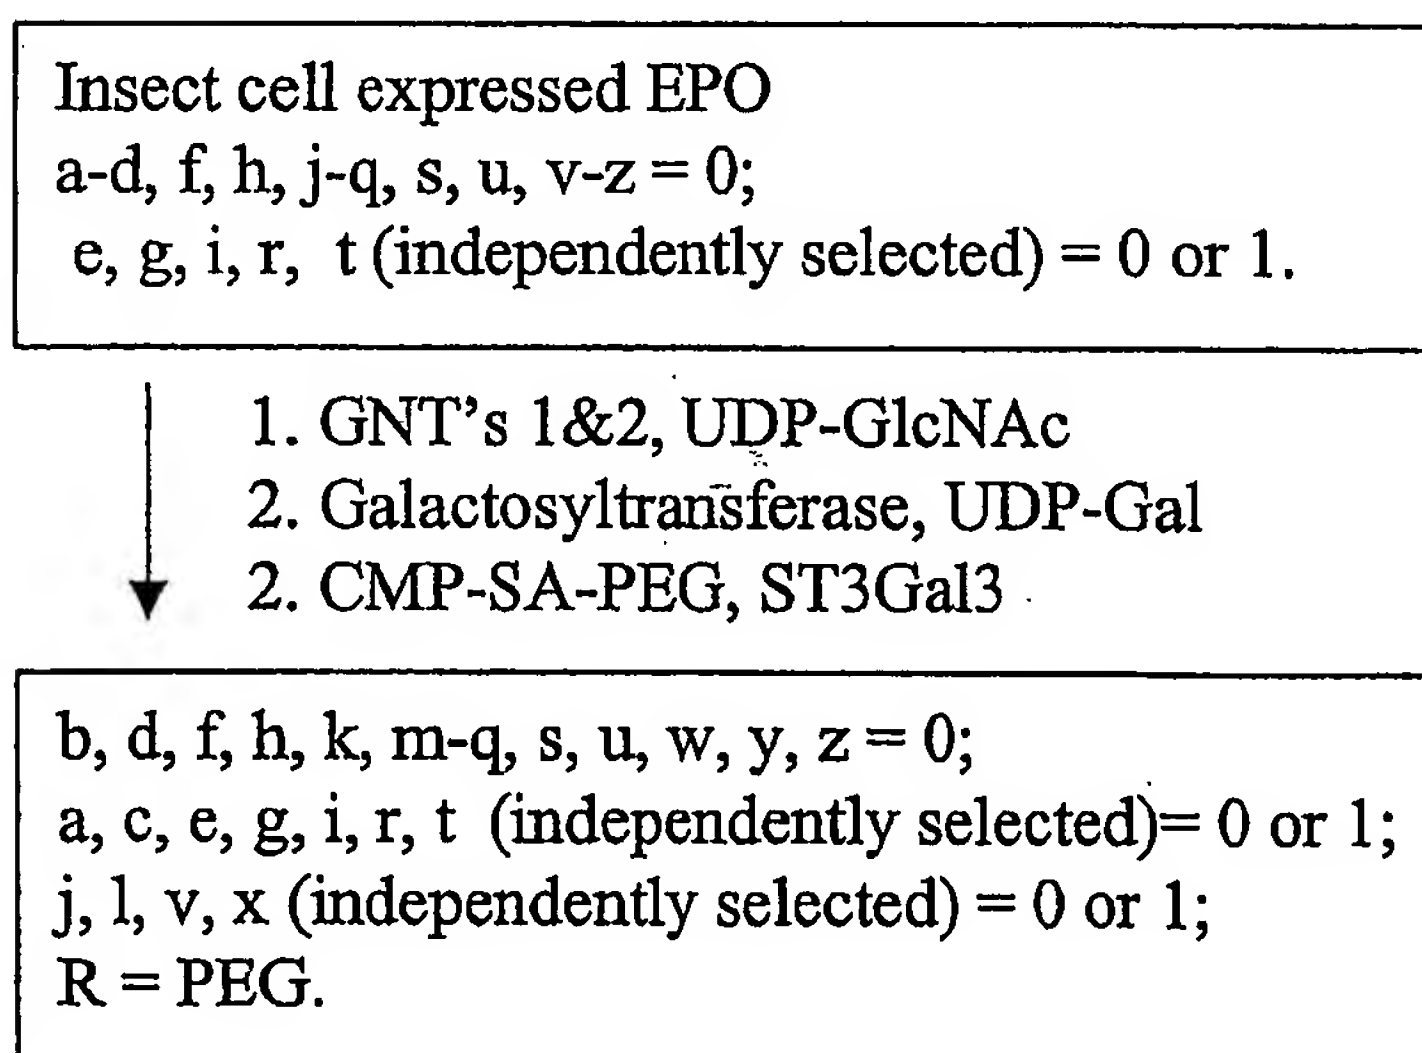 Insect cell expressed EPO
a-d, f, h, j-q, s, u, v-z = 0;
e, g, i, r, t (independently selected) = 0 or 1.
1. GNT's 1&2, UDP-GlcNAc
2. Galactosyltransferase, UDP-Gal
2. CMP-SA-PEG, ST3Gal3
b, d, f, h, k, m-q, s, u, w, y, z = 0;
a, c, e, g, i, r, t (independently selected)= 0 or 1;
j, l, v, x (independently selected) = 0 or 1;
R = PEG.